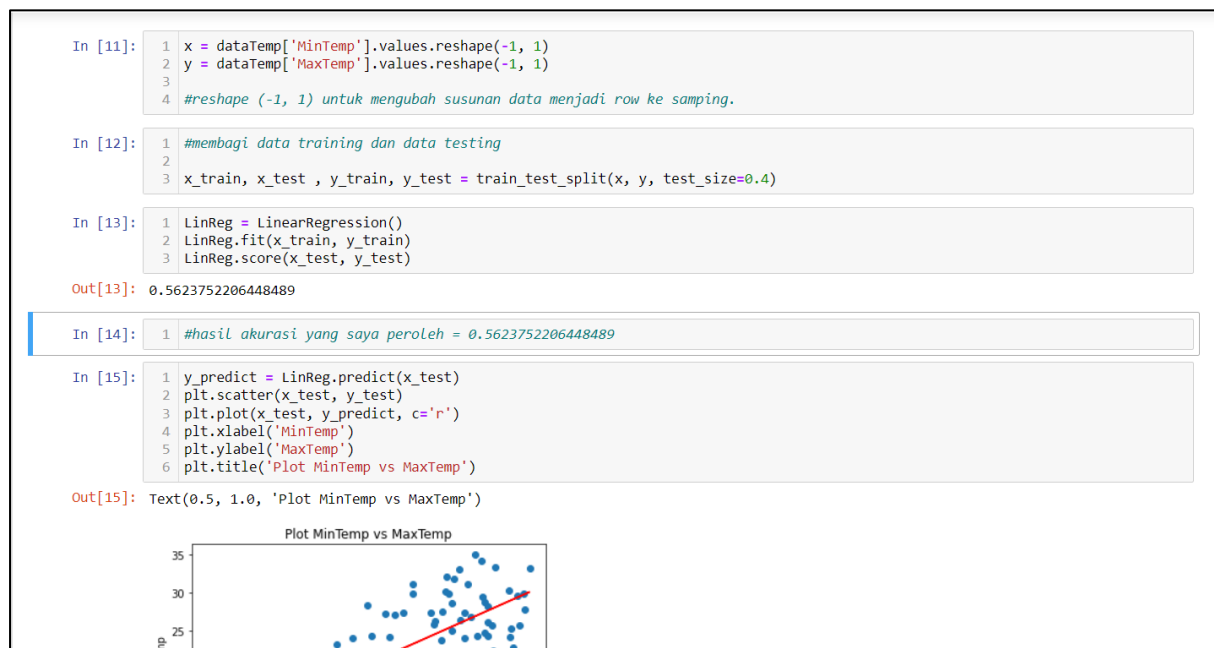 In [11]:
1 x = dataTemp['MinTemp'].values.reshape(-1, 1)
2 y = dataTemp['MaxTemp'].values.reshape(-1, 1)
3
4 #reshape (-1, 1) untuk mengubah susunan data menjadi row ke samping.
In [12]:
1 #membagi data training dan data testing
2
3 x_train, x_test , y_train, y_test = train_test_split(x, y, test_size=0.4)
In [13]:
1 LinReg = LinearRegression()
2 LinReg.fit(x_train, y_train)
3 LinReg.score(x_test, y_test)
Out[13]: 0.5623752206448489
In [14]:
1 #hasil akurasi yang saya peroleh = 0.5623752206448489
In [15]:
1 y_predict = LinReg.predict(x_test)
2 plt.scatter(x_test, y_test)
3 plt.plot(x_test, y_predict, c='r')
4 plt.xlabel('MinTemp')
5 plt.ylabel('MaxTemp')
6 plt.title('Plot MinTemp vs MaxTemp')
Out[15]: Text(0.5, 1.0, 'Plot MinTemp vs MaxTemp')
Plot MinTemp vs MaxTemp
35
30
25